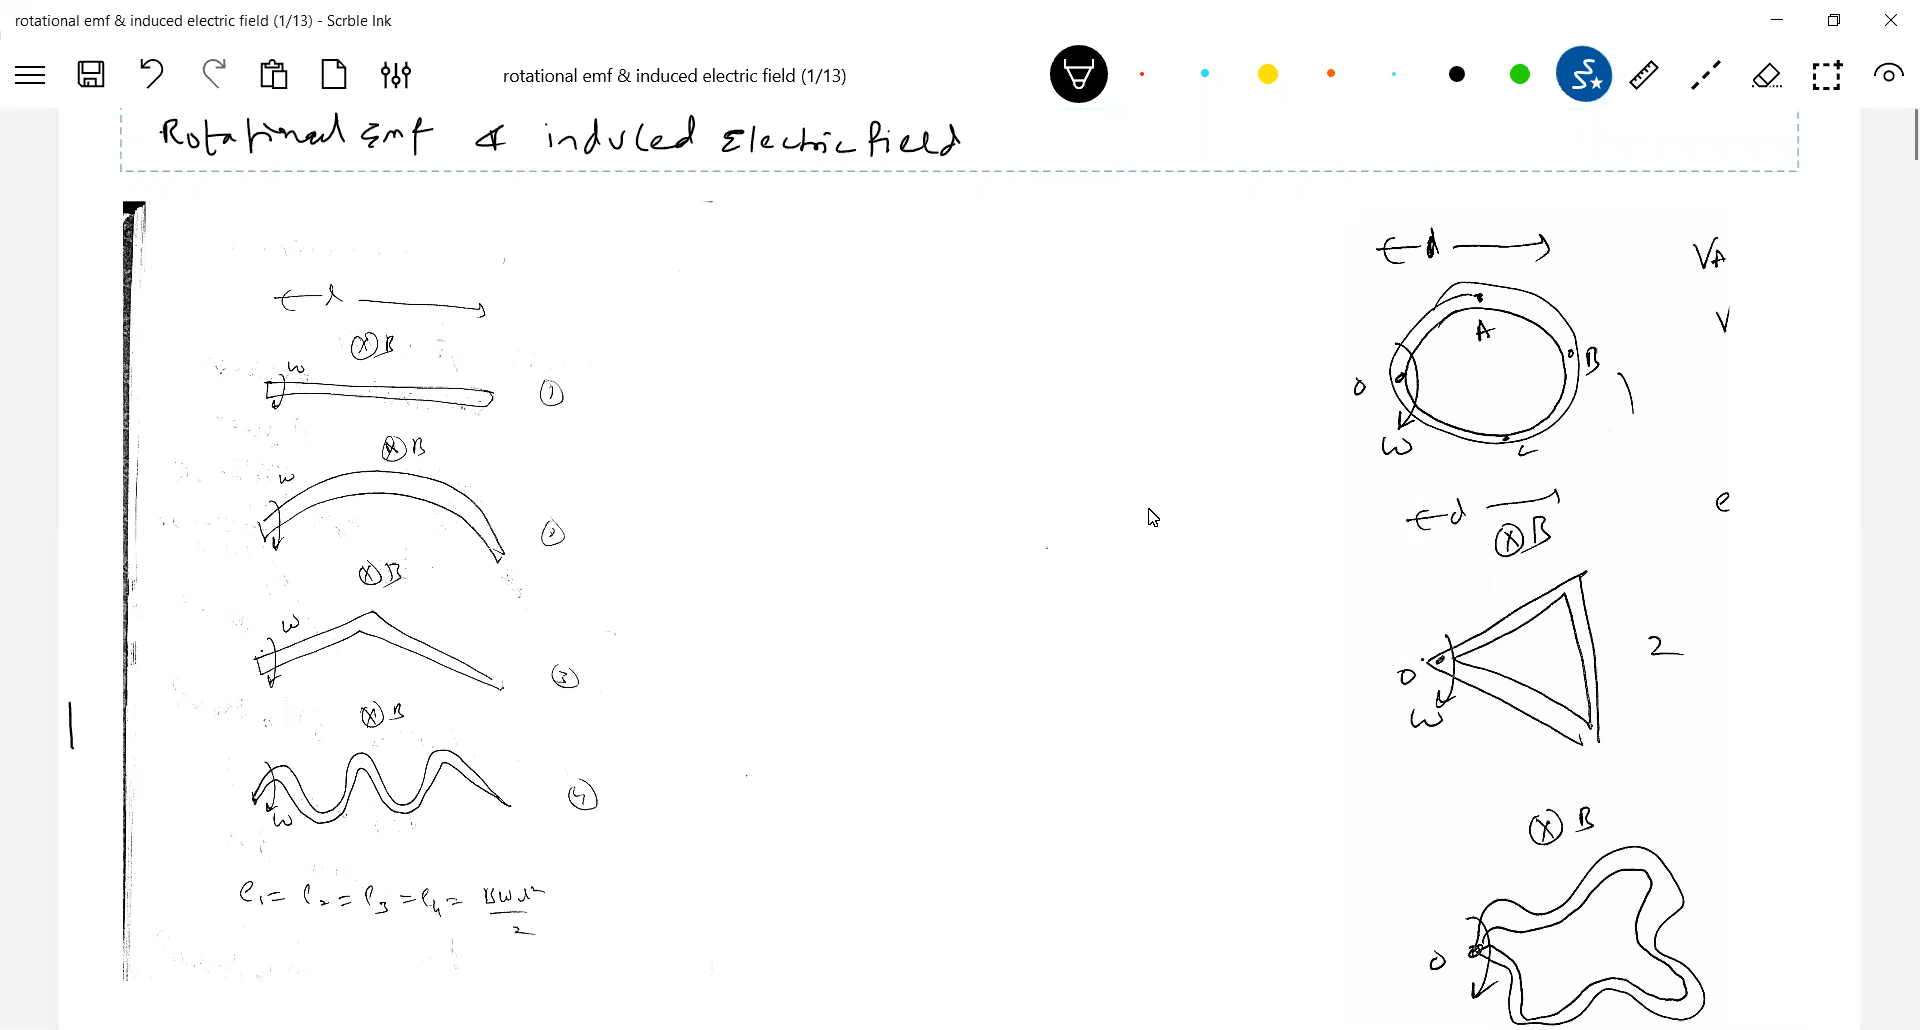 rotational emf & induced electric field (1/13) - Scrble Ink
rotational emf & induced electric field (1/13)
Rotational Emf & induced Electric field
l
⊗B
ω
①
⊗B
ω
②
⊗B
ω
③
⊗B
ω
④
e₁ = e₂ = e₃ = e₄ = Bωl²/2
d
VA
V
A
B
O
ω
C
d
e
⊗B
O
ω
2
⊗ B
O